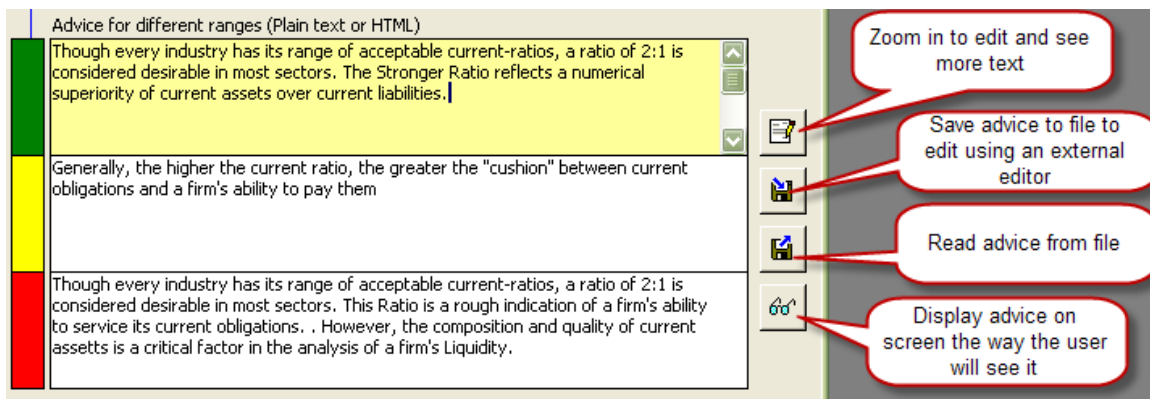 Advice for different ranges (Plain text or HTML)
Though every industry has its range of acceptable current-ratios, a ratio of 2:1 is
considered desirable in most sectors. The Stronger Ratio reflects a numerical
superiority of current assets over current liabilities.
Generally, the higher the current ratio, the greater the "cushion" between current
obligations and a firm's ability to pay them
Though every industry has its range of acceptable current-ratios, a ratio of 2:1 is
considered desirable in most sectors. This Ratio is a rough indication of a firm's ability
to service its current obligations. . However, the composition and quality of current
assetts is a critical factor in the analysis of a firm's Liquidity.
Zoom in to edit and see
more text
Save advice to file to
edit using an external
editor
Read advice from file
Display advice on
screen the way the user
will see it